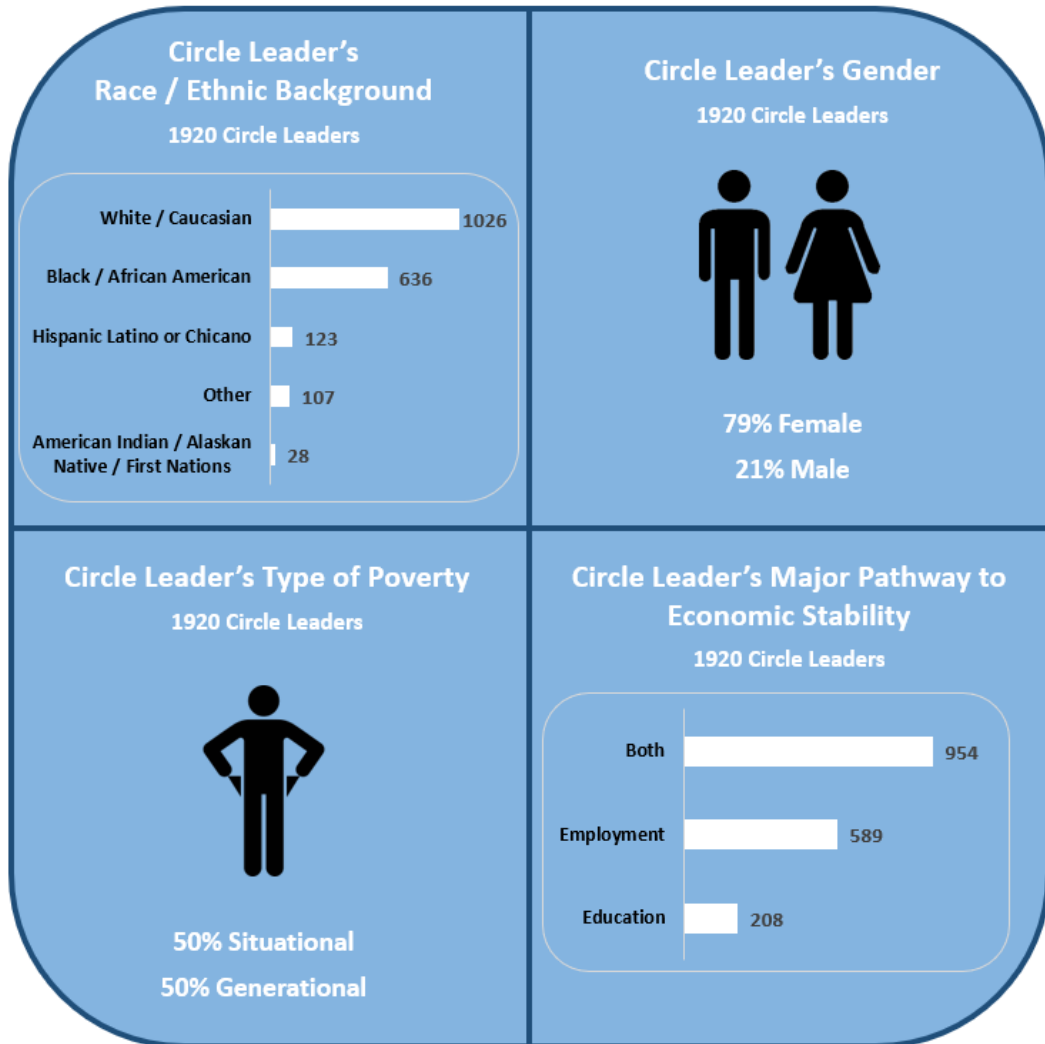 Circle Leader’s
Race / Ethnic Background
1920 Circle Leaders
White / Caucasian 1026
Black / African American 636
Hispanic Latino or Chicano 123
Other 107
American Indian / Alaskan
Native / First Nations 28
Circle Leader’s Gender
1920 Circle Leaders
79% Female
21% Male
Circle Leader’s Type of Poverty
1920 Circle Leaders
50% Situational
50% Generational
Circle Leader’s Major Pathway to
Economic Stability
1920 Circle Leaders
Both 954
Employment 589
Education 208